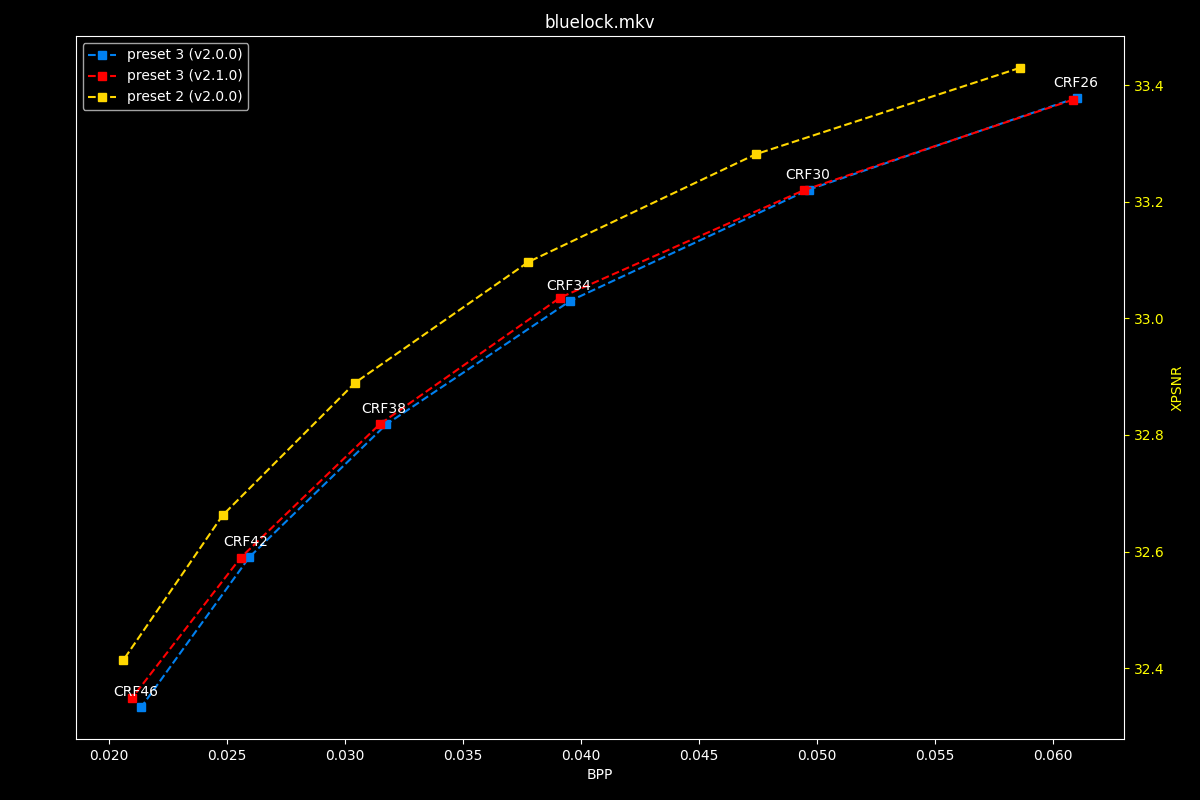 bluelock.mkv
preset 3 (v2.0.0)
preset 3 (v2.1.0)
preset 2 (v2.0.0)
CRF26
CRF30
CRF34
CRF38
CRF42
CRF46
33.4
33.2
33.0
32.8
32.6
32.4
XPSNR
0.020 0.025 0.030 0.035 0.040 0.045 0.050 0.055 0.060
BPP